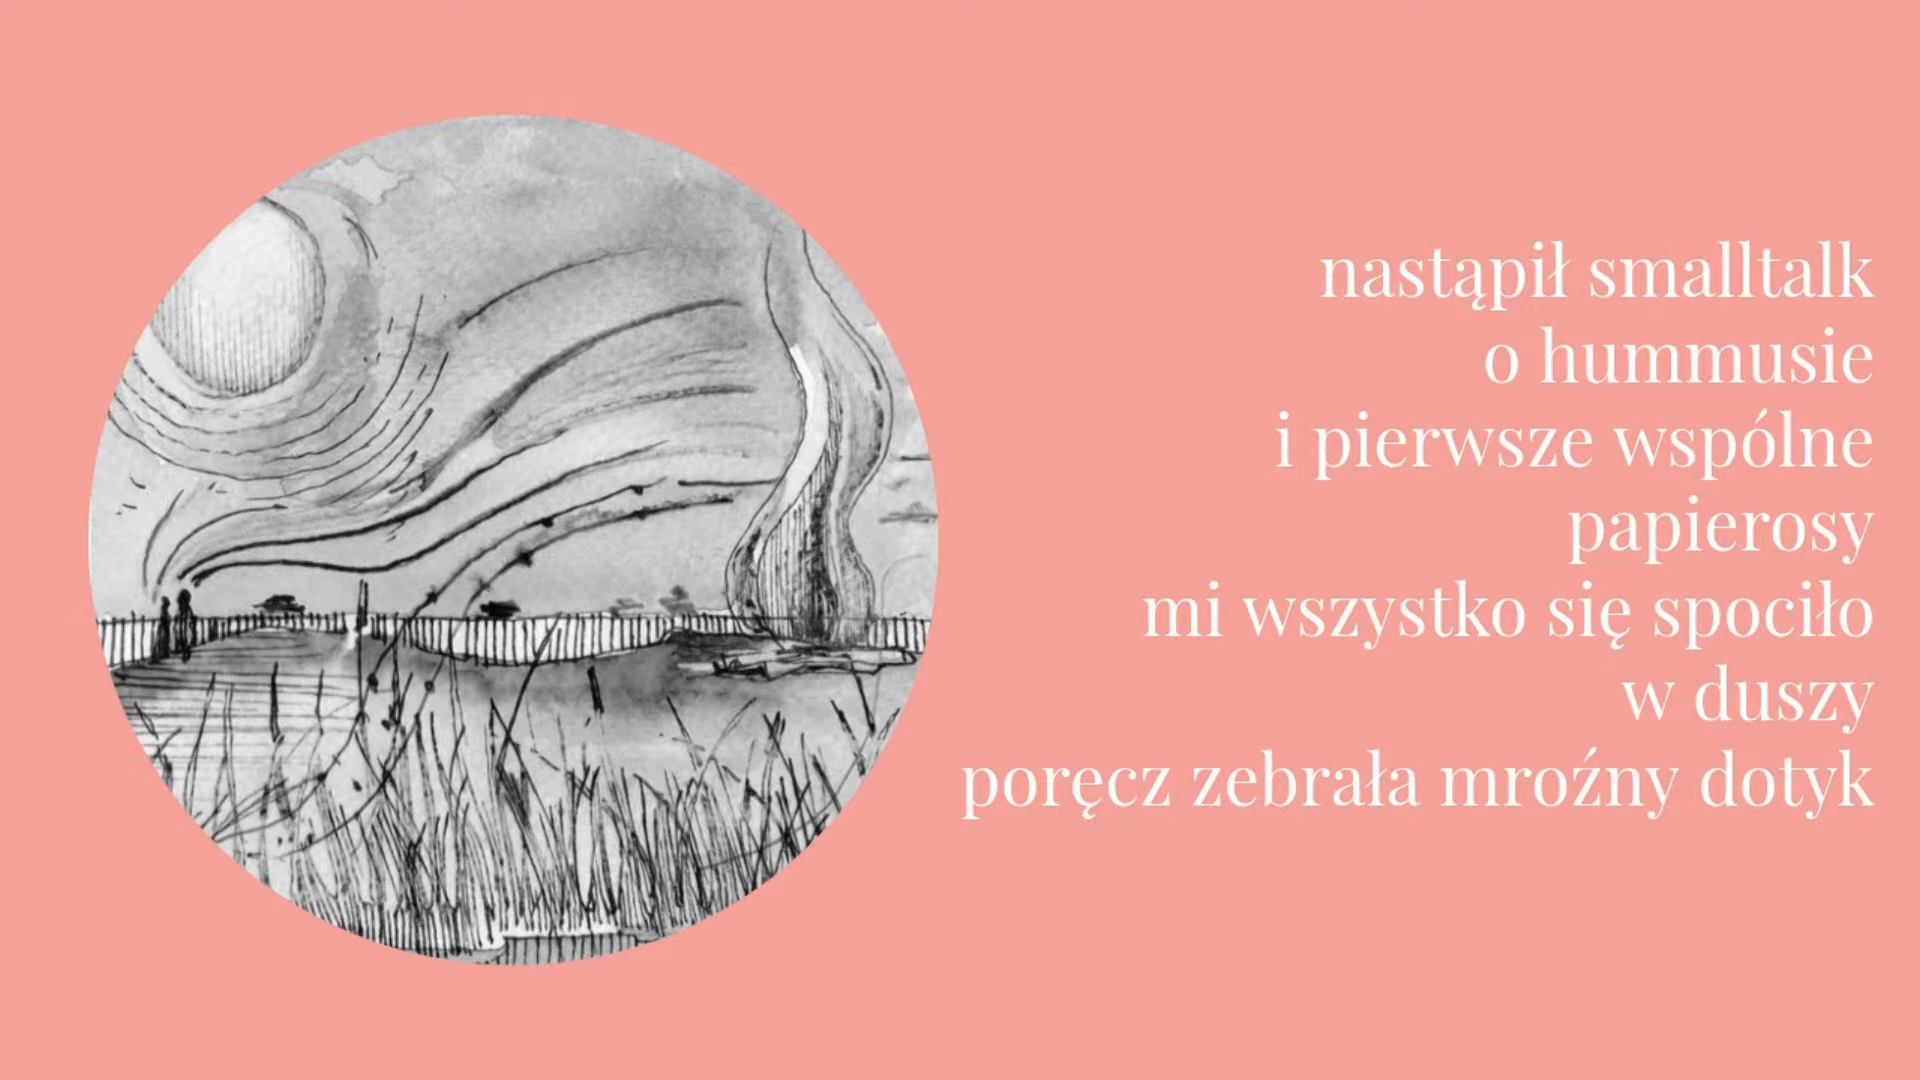 nastąpił smalltalk
o hummusie
i pierwsze wspólne
papierosy
mi wszystko się spociło
w duszy
poręcz zebrała mroźny dotyk